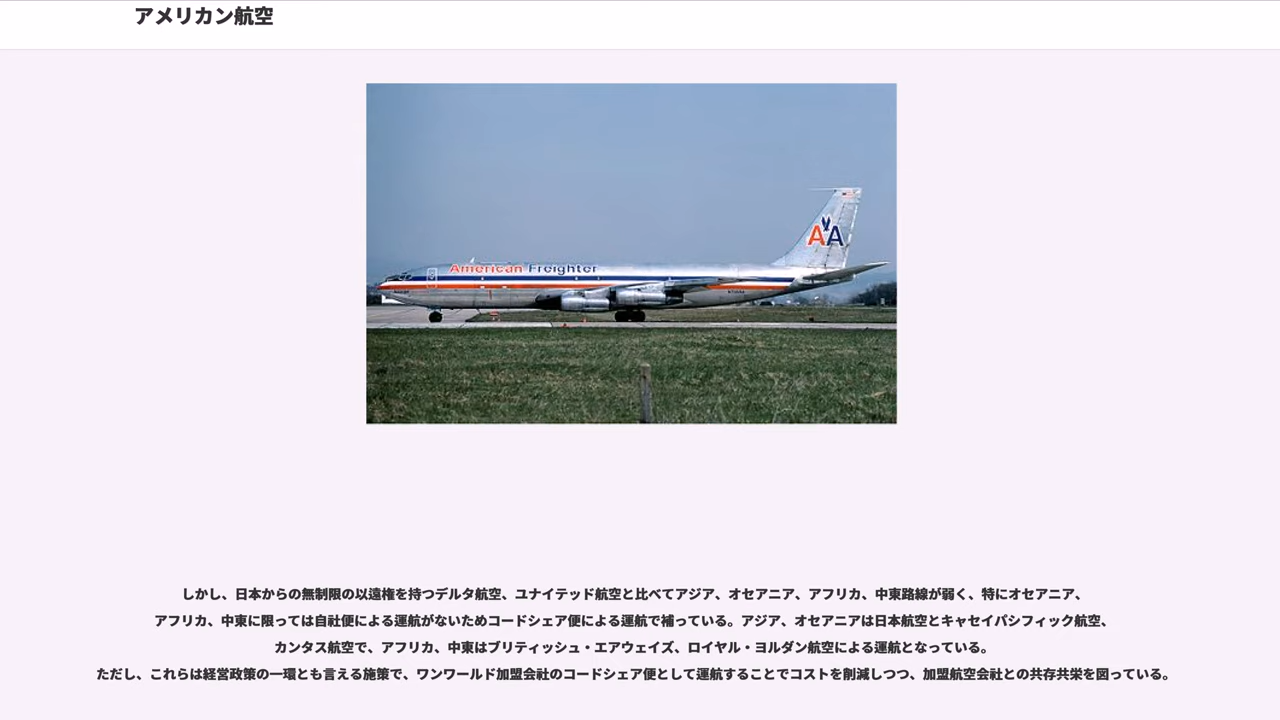 アメリカン航空
American Freighter
AA
しかし、日本からの無制限の以遠権を持つデルタ航空、ユナイテッド航空と比べてアジア、オセアニア、アフリカ、中東路線が弱く、特にオセアニア、
アフリカ、中東に限っては自社便による運航がないためコードシェア便による運航で補っている。アジア、オセアニアは日本航空とキャセイパシフィック航空、
カンタス航空で、アフリカ、中東はブリティッシュ・エアウェイズ、ロイヤル・ヨルダン航空による運航となっている。
ただし、これらは経営政策の一環とも言える施策で、ワンワールド加盟会社のコードシェア便として運航することでコストを削減しつつ、加盟航空会社との共存共栄を図っている。